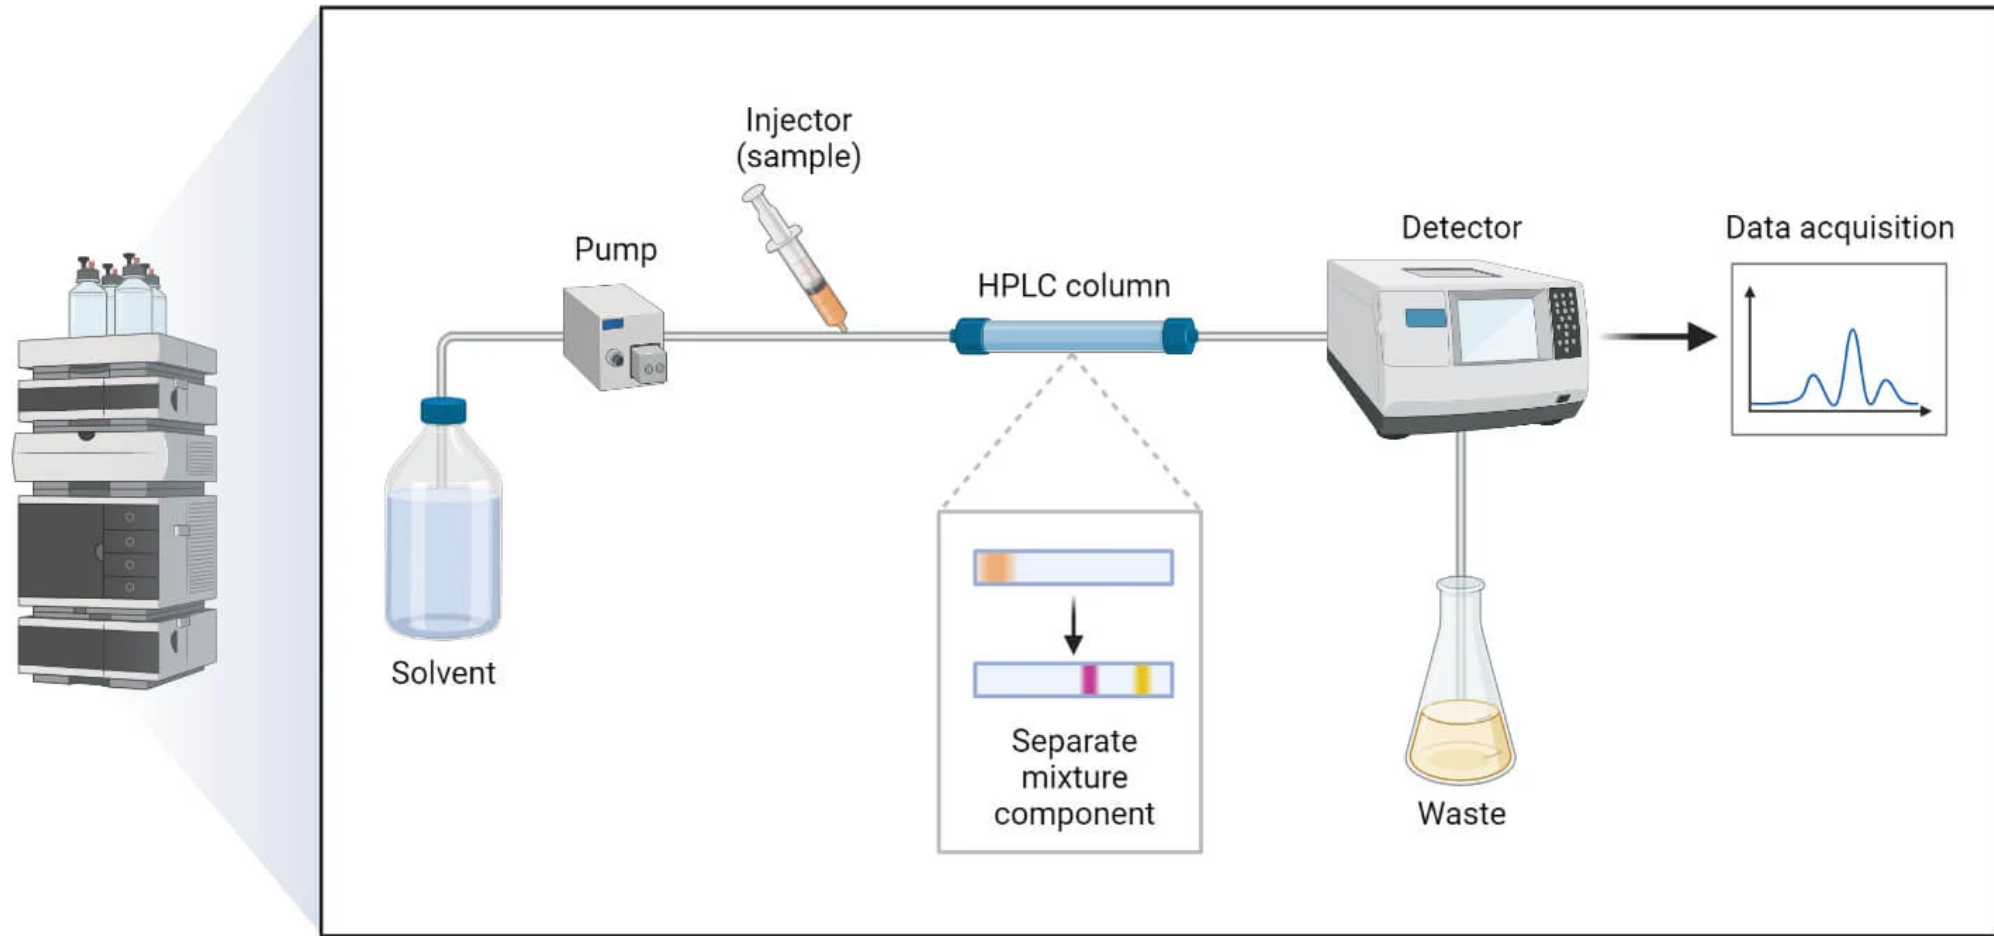 Injector
(sample)
Pump
HPLC column
Detector
Data acquisition
Solvent
Separate
mixture
component
Waste